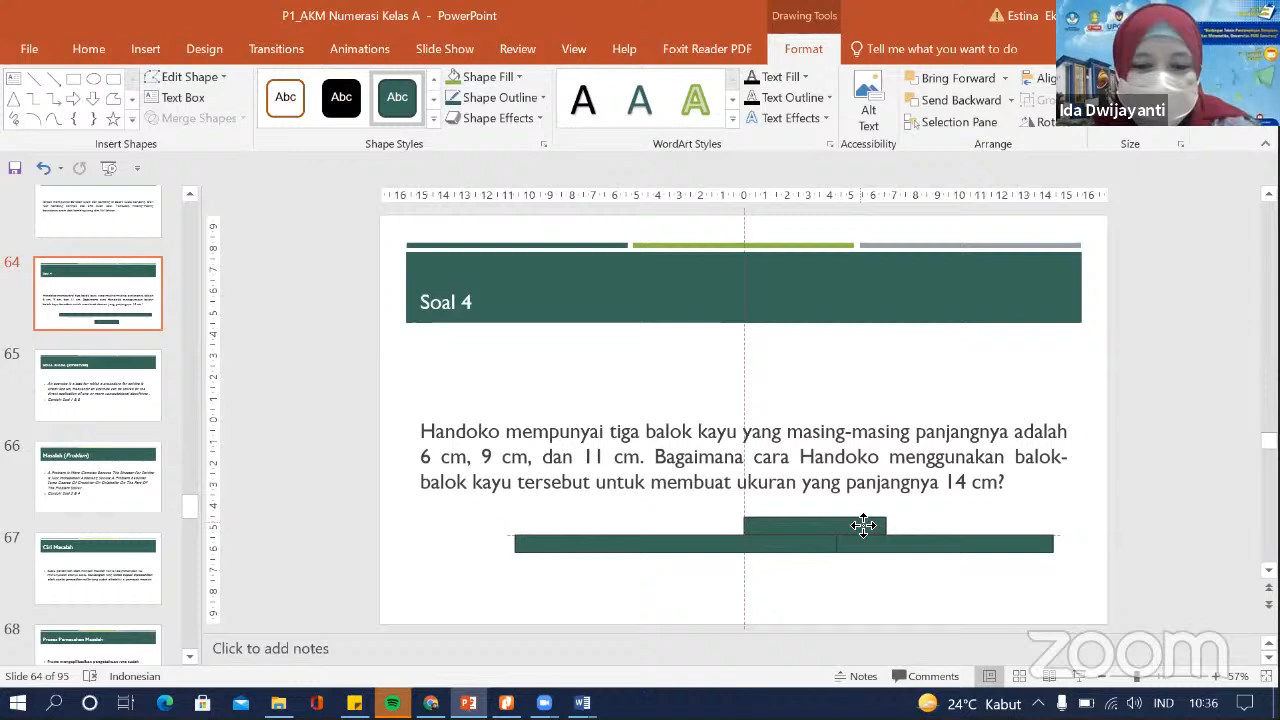 P1_AKM Numerasi Kelas A - PowerPoint
Drawing Tools
Estina Ek
File Home Insert Design Transitions Animations Slide Show Review View Help Foxit Reader PDF Format Tell me what you want to do
Edit Shape
Text Box
Merge Shapes
Insert Shapes
Abc Abc Abc
Shape Fill
Shape Outline
Shape Effects
Shape Styles
A A A
Text Fill
Text Outline
Text Effects
WordArt Styles
Alt
Text
Accessibility
Bring Forward
Send Backward
Selection Pane
Arrange
Size
Ida Dwijayanti
64
65
66
67
68
Soal 4
Handoko mempunyai tiga balok kayu yang masing-masing panjangnya adalah
6 cm, 9 cm, dan 11 cm. Bagaimana cara Handoko menggunakan balok-
balok kayu tersebut untuk membuat ukuran yang panjangnya 14 cm?
Click to add notes
zoom
Slide 64 of 95 Indonesian Notes Comments 57%
24°C Kabut IND 10:36